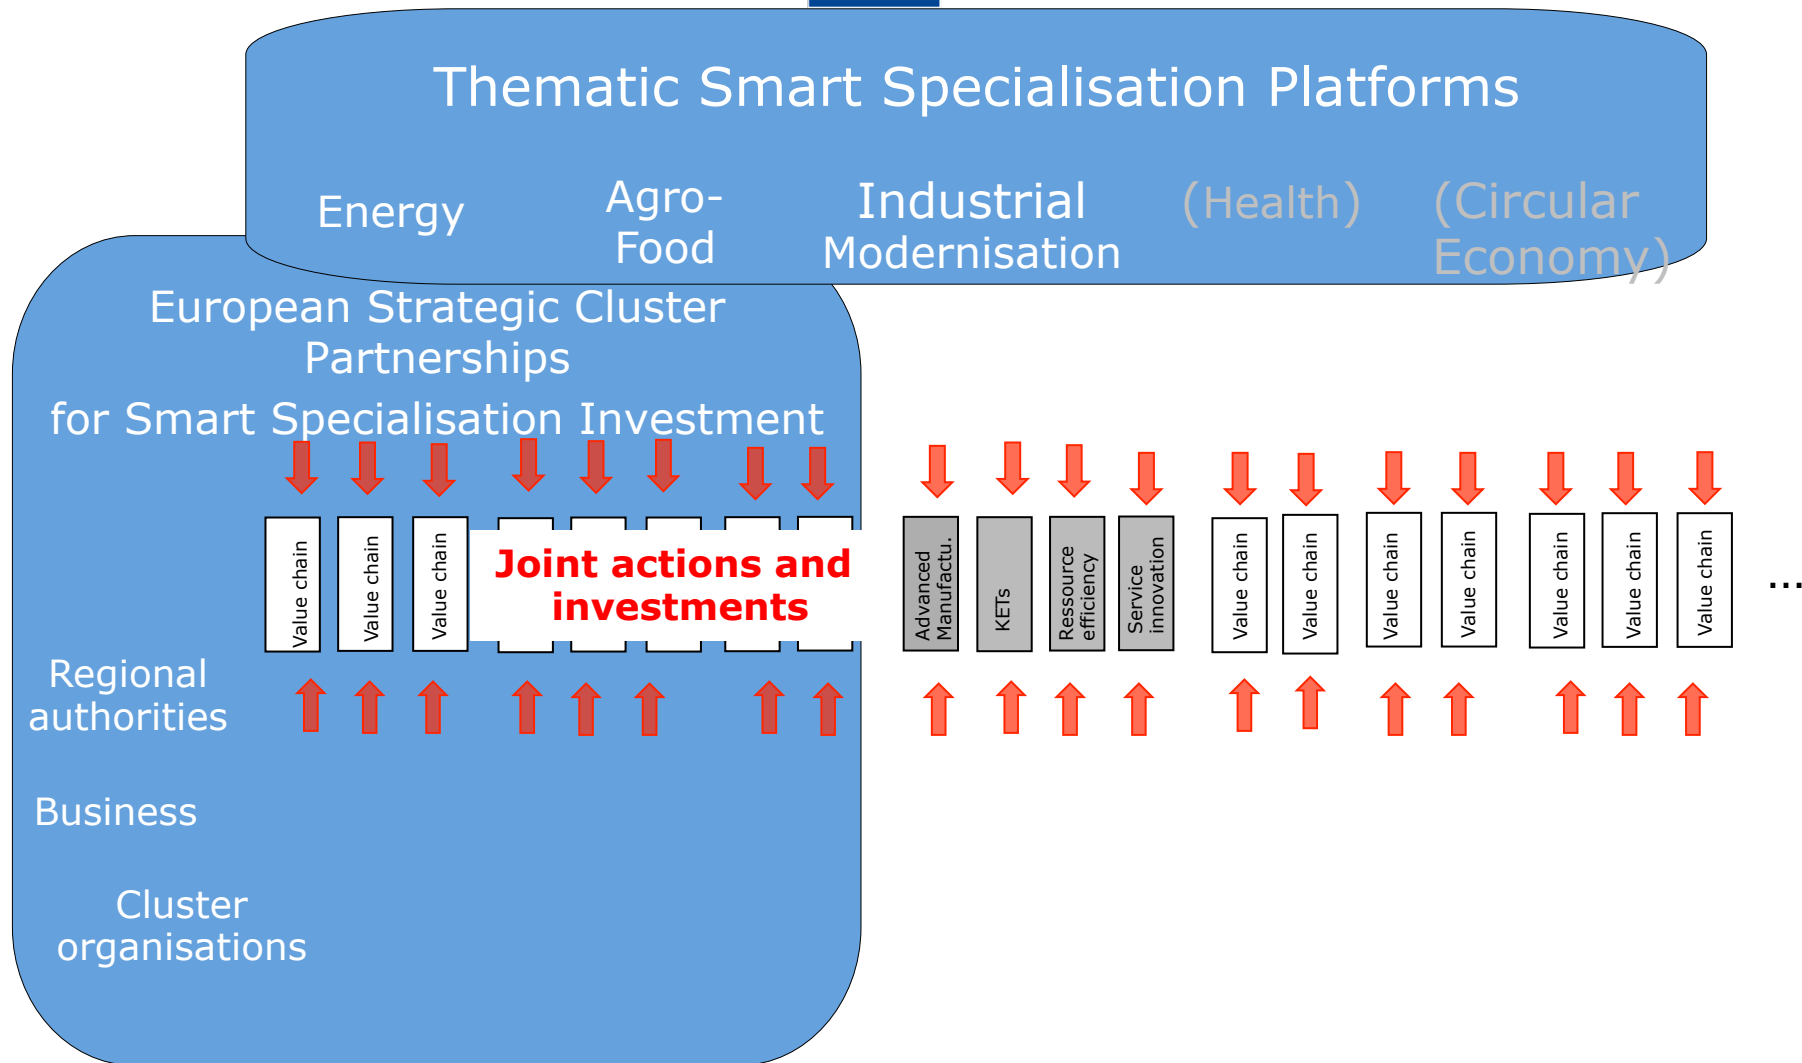 Thematic Smart Specialisation Platforms
Energy
Agro-
Food
Industrial
Modernisation
(Health)
(Circular
Economy)
European Strategic Cluster
Partnerships
for Smart Specialisation Investment
Value chain
Value chain
Value chain
Joint actions and
investments
Advanced
Manufactu.
KETs
Ressource
efficiency
Service
innovation
Value chain
Value chain
Value chain
Value chain
Value chain
Value chain
Value chain
...
Regional
authorities
Business
Cluster
organisations